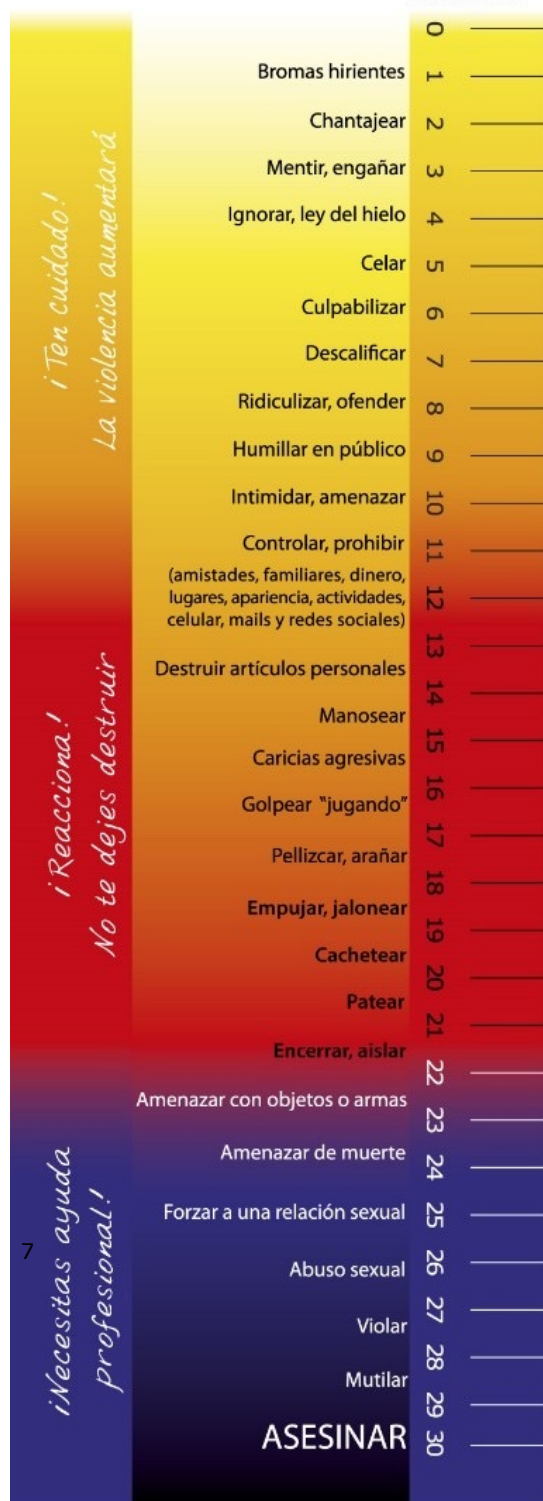 0
Bromas hirientes 1
Chantajear 2
Mentir, engañar 3
Ignorar, ley del hielo 4
Celar 5
Culpabilizar 6
Descalificar 7
Ridiculizar, ofender 8
Humillar en público 9
Intimidar, amenazar 10
Controlar, prohibir 11
(amistades, familiares, dinero,
lugares, apariencia, actividades, 12
celular, mails y redes sociales)
13
Destruir artículos personales
14
Manosear
15
Caricias agresivas
16
Golpear "jugando"
17
Pellizcar, arañar
18
Empujar, jalonear
19
Cachetear
20
Patear
21
Encerrar, aislar
22
Amenazar con objetos o armas
23
Amenazar de muerte
24
Forzar a una relación sexual 25
Abuso sexual 26
27
Violar
28
Mutilar
29
ASESINAR 30
¡Ten cuidado!
La violencia aumentará
¡Reacciona!
No te dejes destruir
¡Necesitas ayuda
profesional!
7